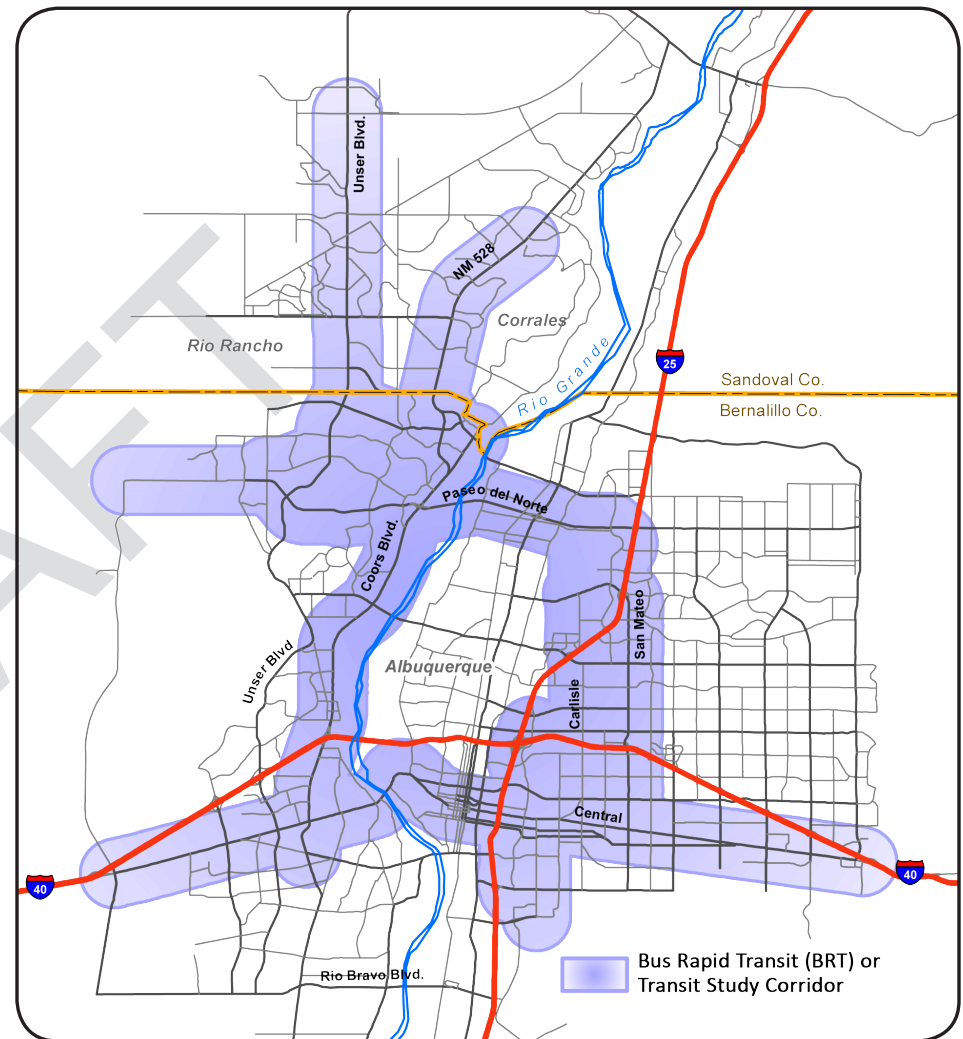 Unser Blvd.
NM 528
Corrales
Rio Rancho
Rio Grande
25
Sandoval Co.
Bernalillo Co.
Paseo del Norte
Coors Blvd.
San Mateo
Unser Blvd
Albuquerque
Carlisle
Central
40
40
Rio Bravo Blvd.
Bus Rapid Transit (BRT) or
Transit Study Corridor